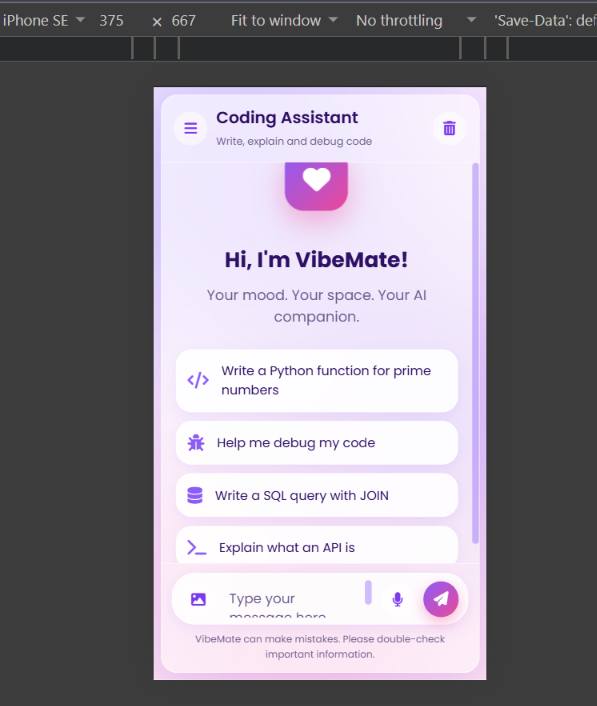 iPhone SE 375 × 667 Fit to window No throttling 'Save-Data': def
Coding Assistant
Write, explain and debug code
Hi, I'm VibeMate!
Your mood. Your space. Your AI
companion.
Write a Python function for prime
numbers
Help me debug my code
Write a SQL query with JOIN
Explain what an API is
Type your
message here
VibeMate can make mistakes. Please double-check
important information.